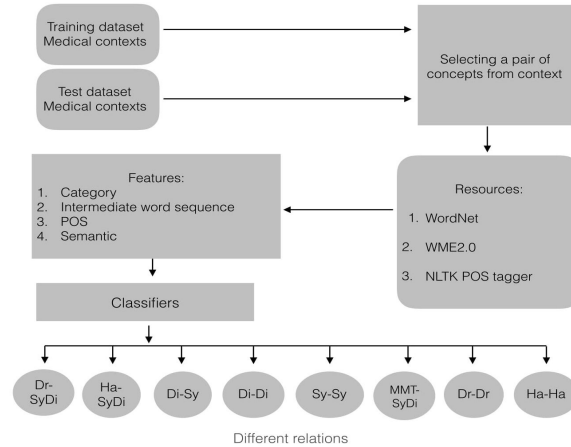 Training dataset
Medical contexts
Selecting a pair of
concepts from context
Test dataset
Medical contexts
Features:
1. Category
2. Intermediate word sequence
3. POS
4. Semantic
Resources:
1. WordNet
2. WME2.0
3. NLTK POS tagger
Classifiers
Dr-
SyDi
Ha-
SyDi
Di-Sy
Di-Di
Sy-Sy
MMT-
SyDi
Dr-Dr
Ha-Ha
Different relations